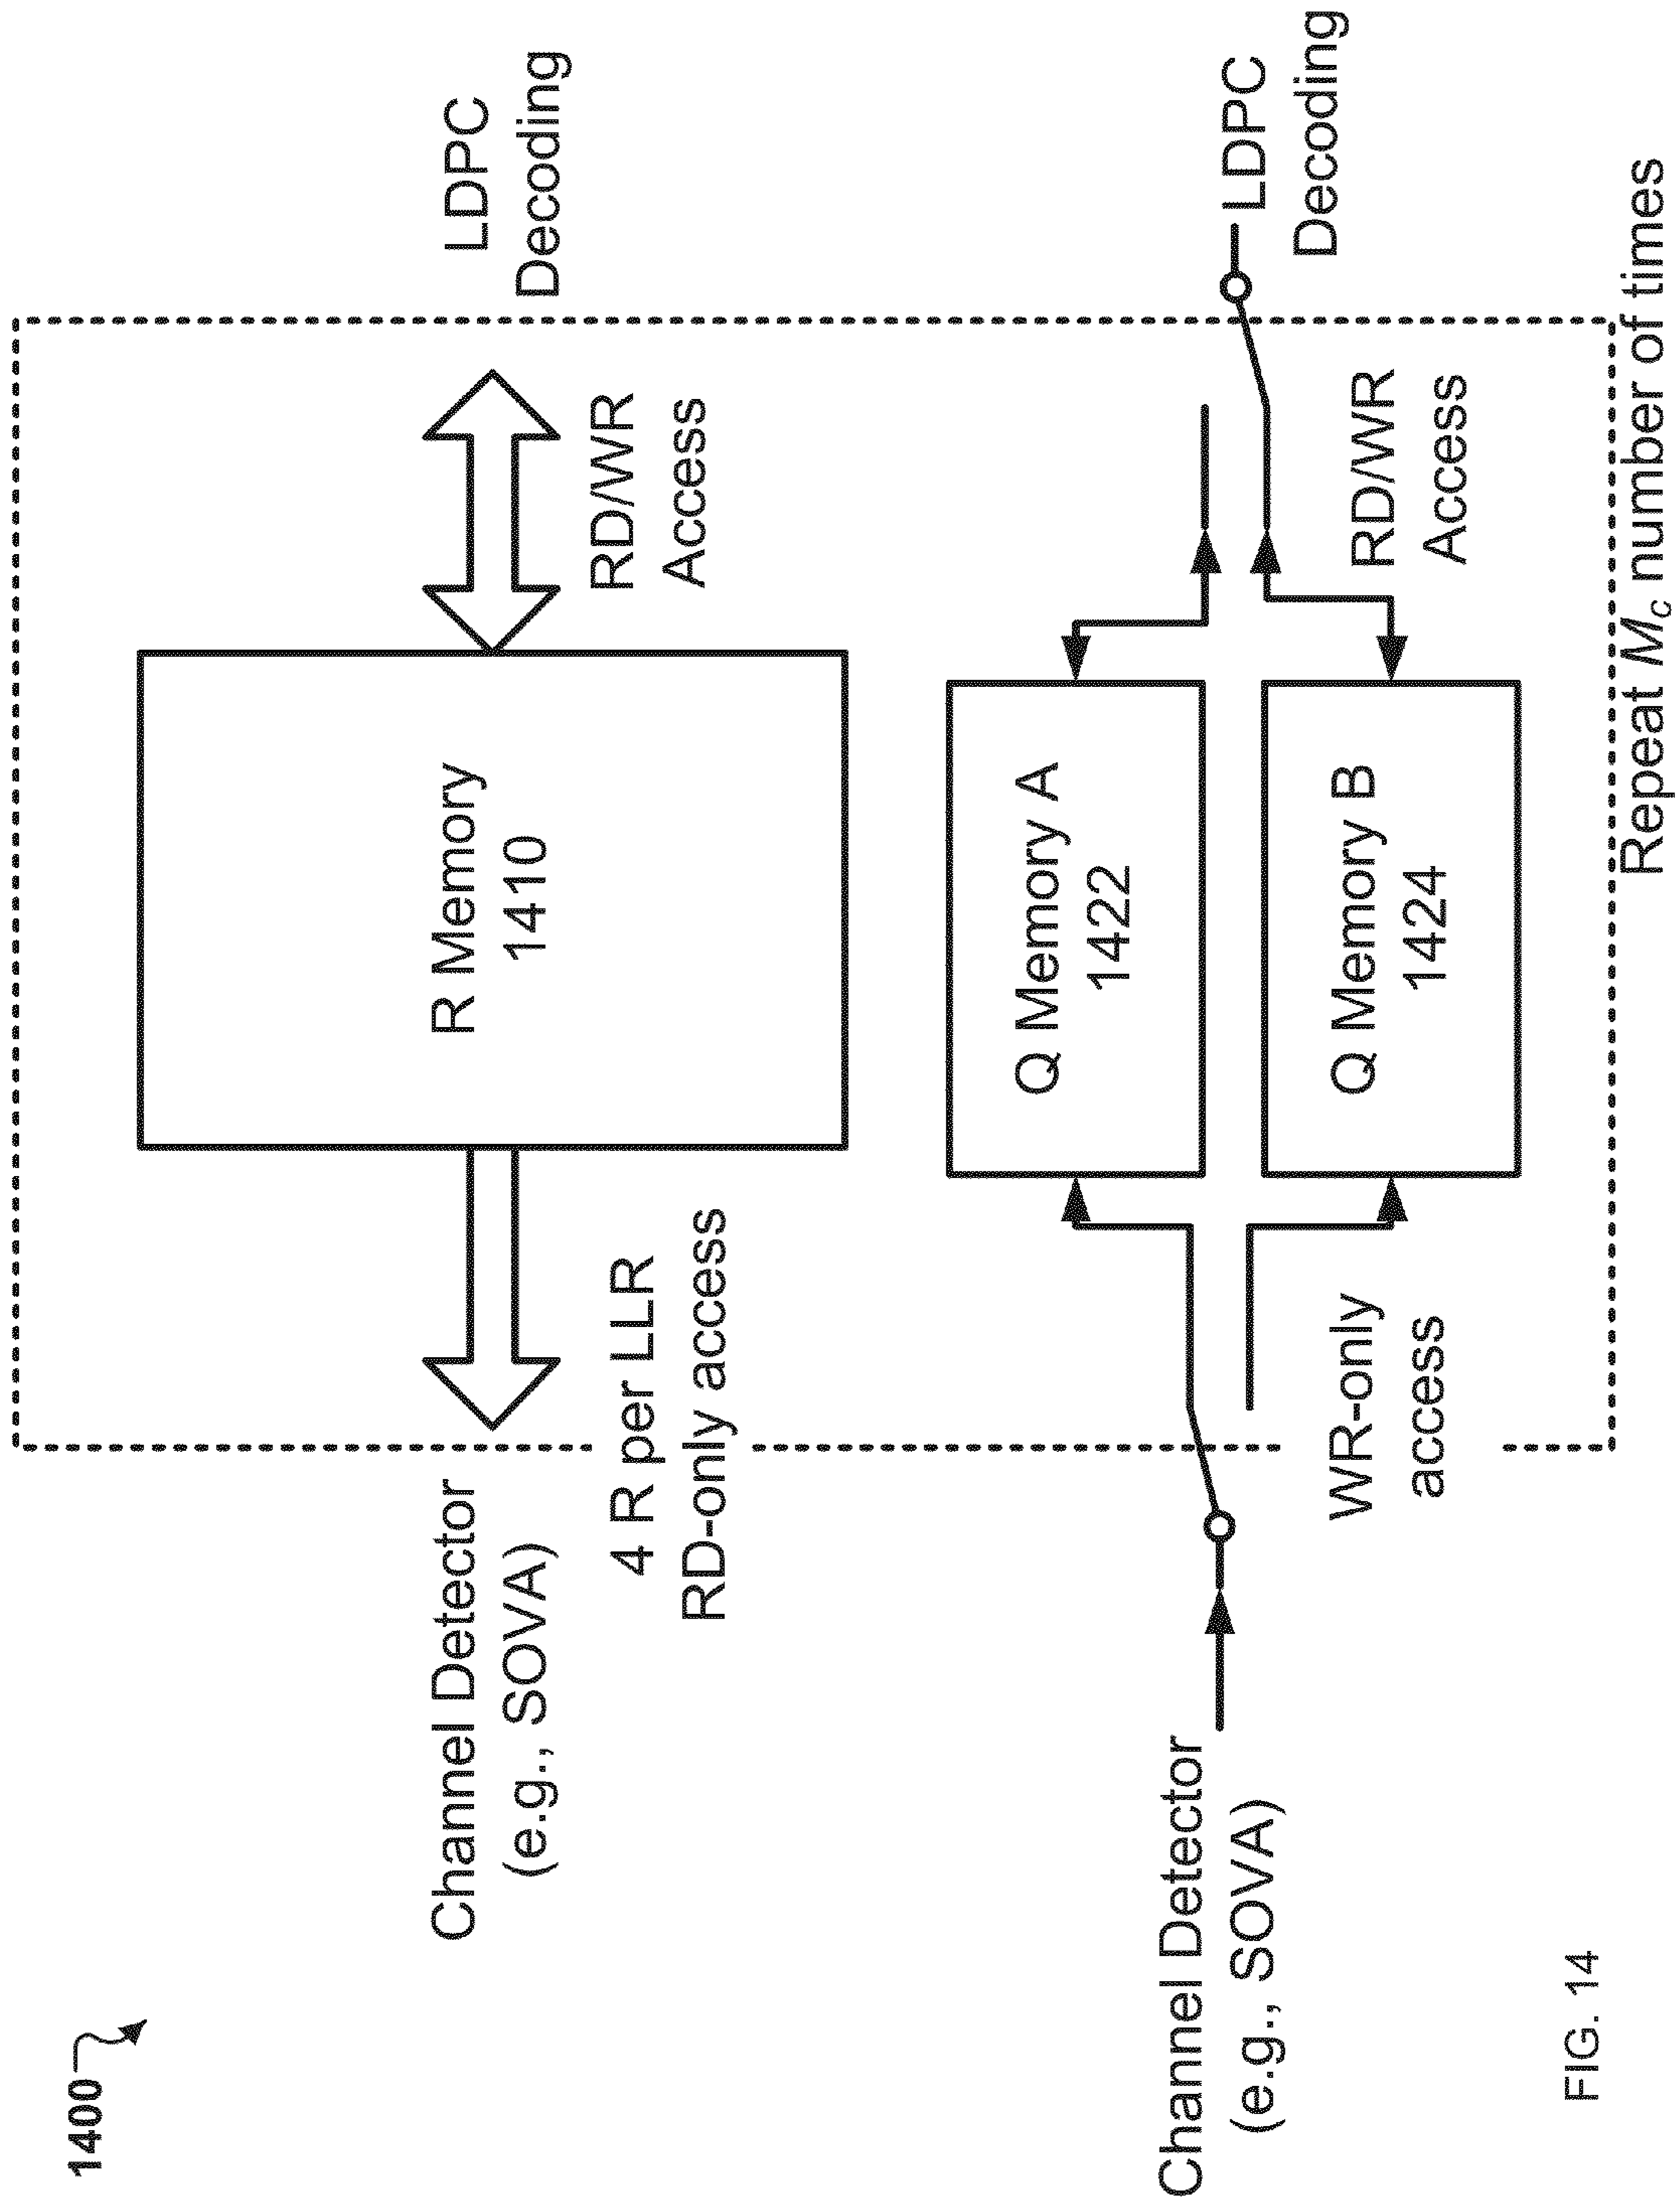 1400
Channel Detector
(e.g., SOVA)
4 R per LLR
RD-only access
R Memory
1410
RD/WR
Access
LDPC
Decoding
Channel Detector
(e.g., SOVA)
WR-only
access
Q Memory A
1422
Q Memory B
1424
RD/WR
Access
LDPC
Decoding
Repeat Mc number of times
FIG. 14